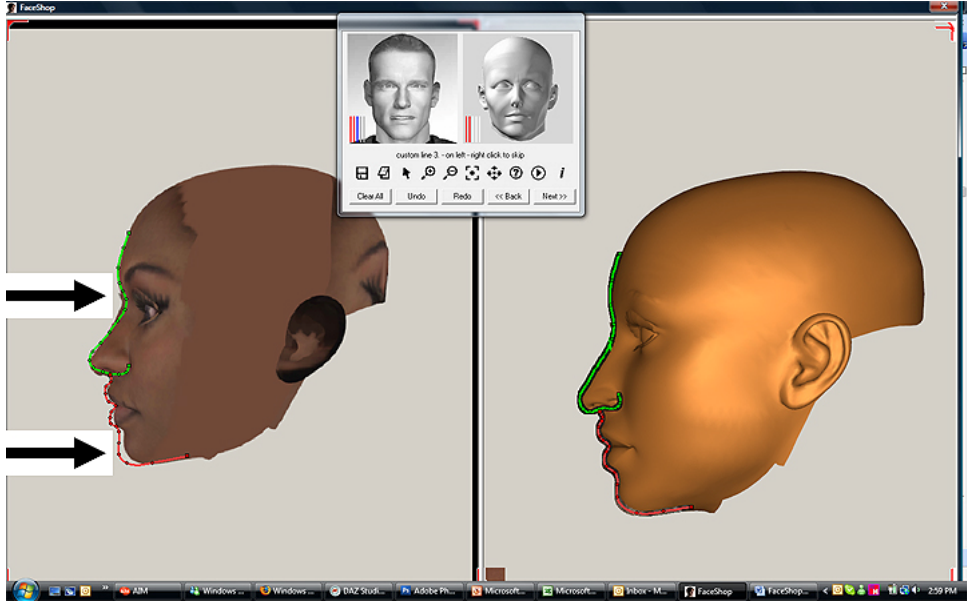 FaceShop
custom line 3. - on left - right click to skip
Clear All Undo Redo << Back Next >>
AIM Windows ... Windows ... DAZ Studi... Adobe Ph... Microsoft... Microsoft... Inbox - M... FaceShop FaceShop... 2:59 PM